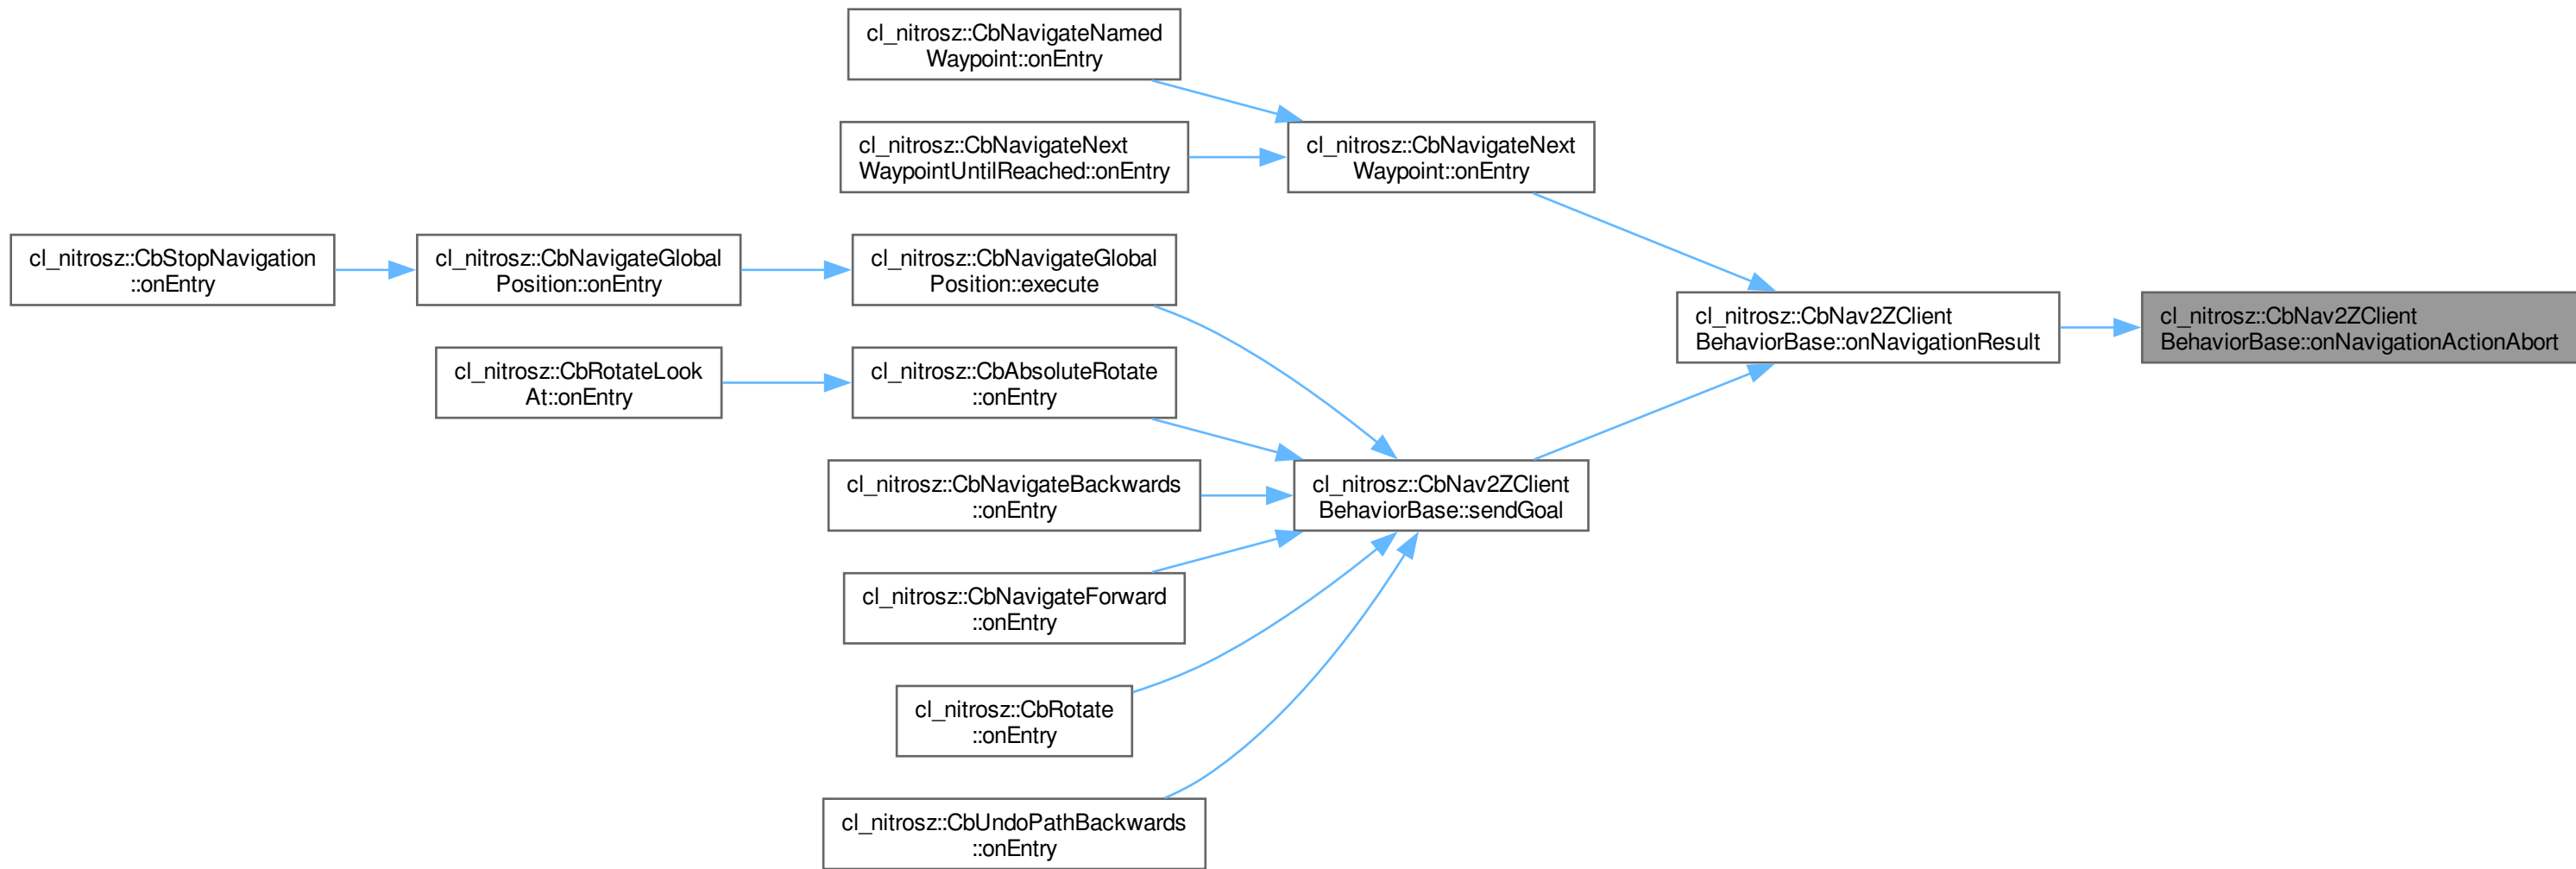 cl_nitrosz::CbNavigateNamed
Waypoint::onEntry
cl_nitrosz::CbNavigateNext
WaypointUntilReached::onEntry
cl_nitrosz::CbNavigateNext
Waypoint::onEntry
cl_nitrosz::CbStopNavigation
::onEntry
cl_nitrosz::CbNavigateGlobal
Position::onEntry
cl_nitrosz::CbNavigateGlobal
Position::execute
cl_nitrosz::CbNav2ZClient
BehaviorBase::onNavigationResult
cl_nitrosz::CbNav2ZClient
BehaviorBase::onNavigationActionAbort
cl_nitrosz::CbRotateLook
At::onEntry
cl_nitrosz::CbAbsoluteRotate
::onEntry
cl_nitrosz::CbNavigateBackwards
::onEntry
cl_nitrosz::CbNav2ZClient
BehaviorBase::sendGoal
cl_nitrosz::CbNavigateForward
::onEntry
cl_nitrosz::CbRotate
::onEntry
cl_nitrosz::CbUndoPathBackwards
::onEntry